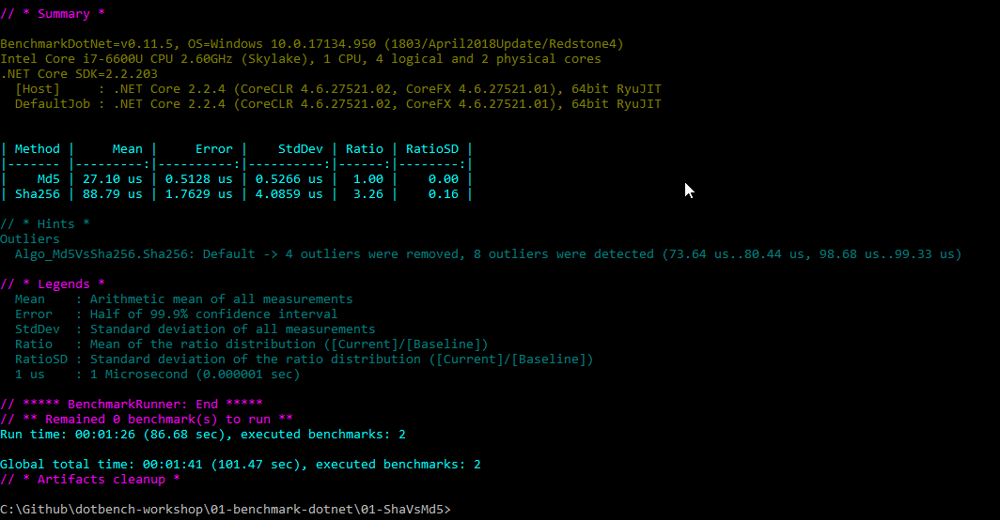 // * Summary *
BenchmarkDotNet=v0.11.5, OS=Windows 10.0.17134.950 (1803/April2018Update/Redstone4)
Intel Core i7-6600U CPU 2.60GHz (Skylake), 1 CPU, 4 logical and 2 physical cores
.NET Core SDK=2.2.203
  [Host]     : .NET Core 2.2.4 (CoreCLR 4.6.27521.02, CoreFX 4.6.27521.01), 64bit RyuJIT
  DefaultJob : .NET Core 2.2.4 (CoreCLR 4.6.27521.02, CoreFX 4.6.27521.01), 64bit RyuJIT
| Method |     Mean |     Error |    StdDev | Ratio | RatioSD |
|------- |---------:|----------:|----------:|------:|--------:|
|    Md5 | 27.10 us | 0.5128 us | 0.5266 us |  1.00 |    0.00 |
| Sha256 | 88.79 us | 1.7629 us | 4.0859 us |  3.26 |    0.16 |
// * Hints *
Outliers
  Algo_Md5VsSha256.Sha256: Default -> 4 outliers were removed, 8 outliers were detected (73.64 us..80.44 us, 98.68 us..99.33 us)
// * Legends *
  Mean    : Arithmetic mean of all measurements
  Error   : Half of 99.9% confidence interval
  StdDev  : Standard deviation of all measurements
  Ratio   : Mean of the ratio distribution ([Current]/[Baseline])
  RatioSD : Standard deviation of the ratio distribution ([Current]/[Baseline])
  1 us    : 1 Microsecond (0.000001 sec)
// ***** BenchmarkRunner: End *****
// ** Remained 0 benchmark(s) to run **
Run time: 00:01:26 (86.68 sec), executed benchmarks: 2
Global total time: 00:01:41 (101.47 sec), executed benchmarks: 2
// * Artifacts cleanup *
C:\Github\dotbench-workshop\01-benchmark-dotnet\01-ShaVsMd5>